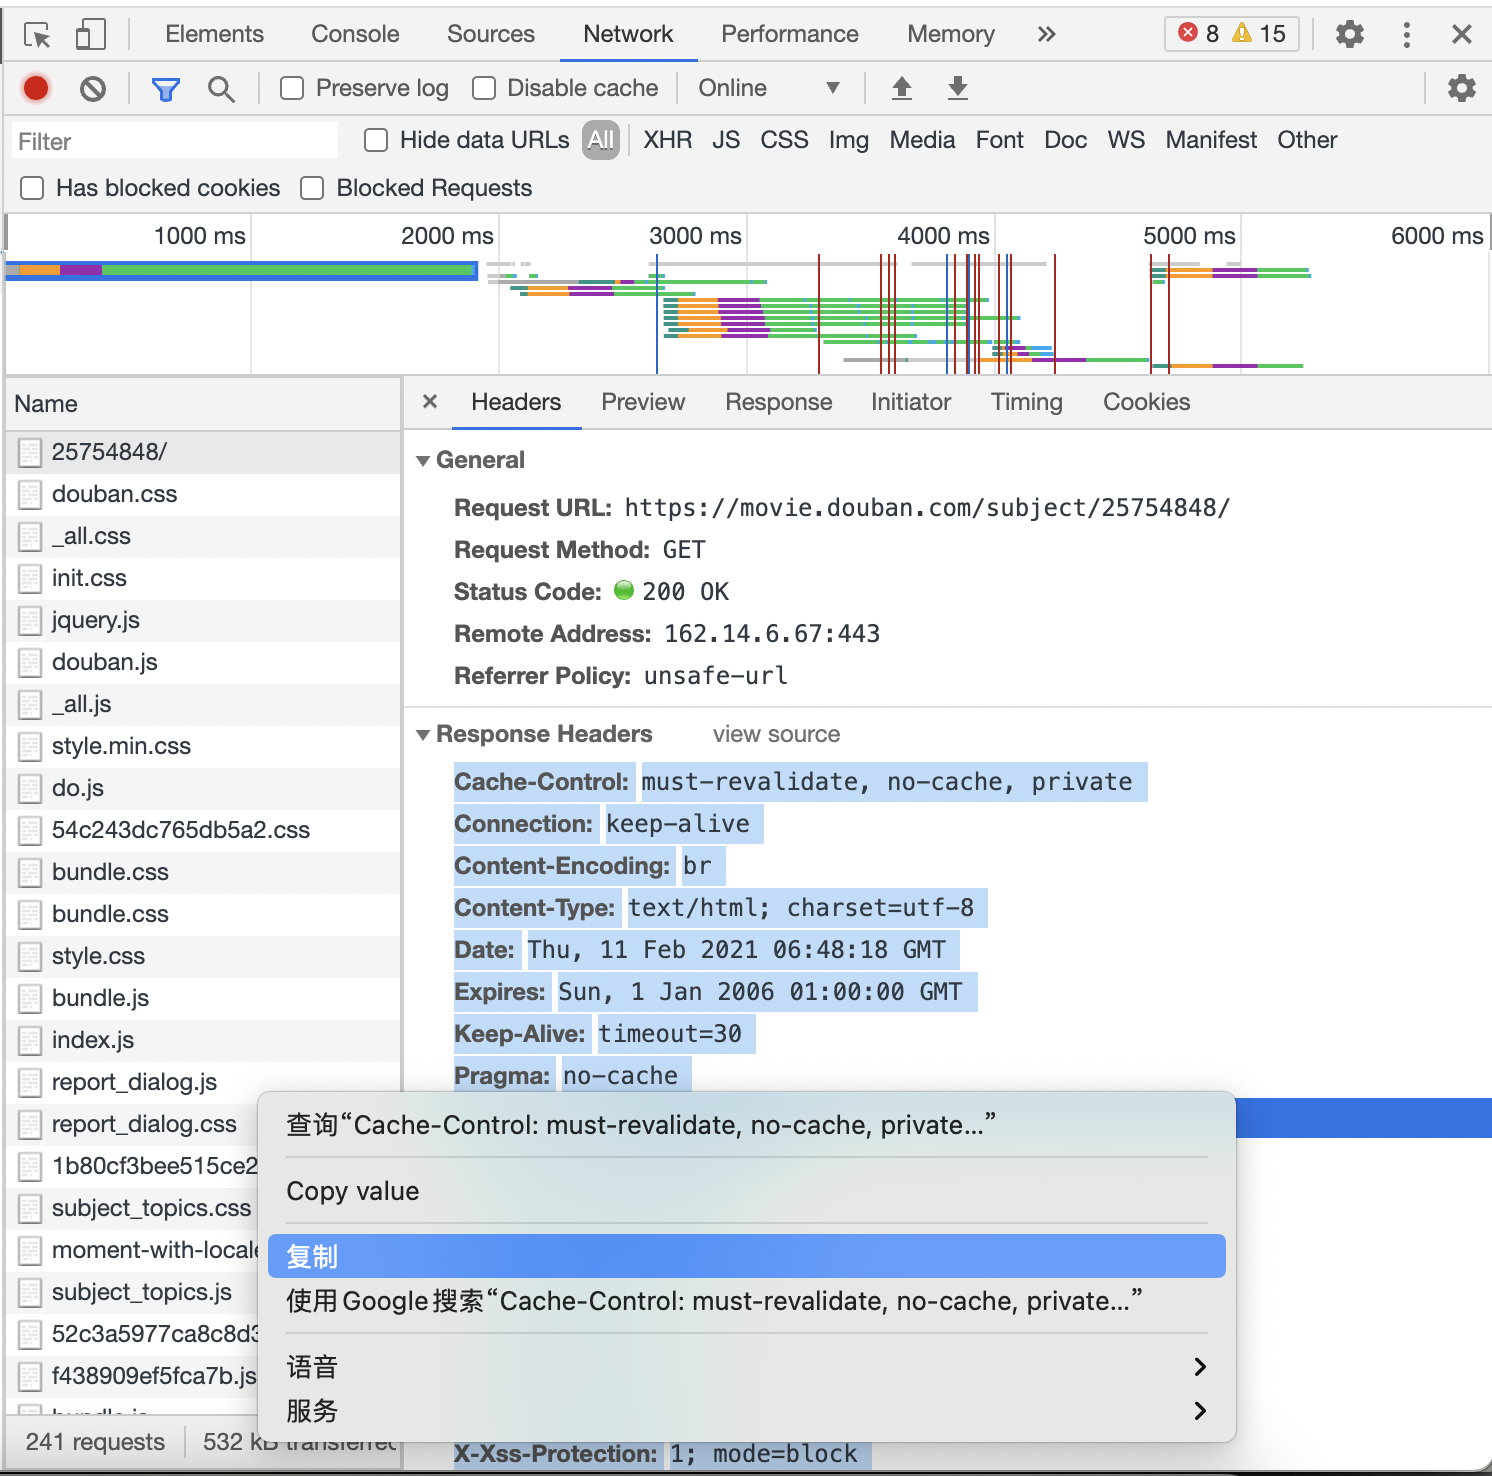 Elements Console Sources Network Performance Memory » 8 15
Preserve log Disable cache Online
Filter Hide data URLs All XHR JS CSS Img Media Font Doc WS Manifest Other
Has blocked cookies Blocked Requests
1000 ms 2000 ms 3000 ms 4000 ms 5000 ms 6000 ms
Name
25754848/
douban.css
_all.css
init.css
jquery.js
douban.js
_all.js
style.min.css
do.js
54c243dc765db5a2.css
bundle.css
bundle.css
style.css
bundle.js
index.js
report_dialog.js
report_dialog.css
1b80cf3bee515ce2
subject_topics.css
moment-with-locale
subject_topics.js
52c3a5977ca8c8d3
f438909ef5fca7b.js
241 requests 532 kB transferred
× Headers Preview Response Initiator Timing Cookies
General
Request URL: https://movie.douban.com/subject/25754848/
Request Method: GET
Status Code: 200 OK
Remote Address: 162.14.6.67:443
Referrer Policy: unsafe-url
Response Headers view source
Cache-Control: must-revalidate, no-cache, private
Connection: keep-alive
Content-Encoding: br
Content-Type: text/html; charset=utf-8
Date: Thu, 11 Feb 2021 06:48:18 GMT
Expires: Sun, 1 Jan 2006 01:00:00 GMT
Keep-Alive: timeout=30
Pragma: no-cache
查询“Cache-Control: must-revalidate, no-cache, private...”
Copy value
复制
使用Google搜索“Cache-Control: must-revalidate, no-cache, private...”
语音
服务
X-Xss-Protection: 1; mode=block